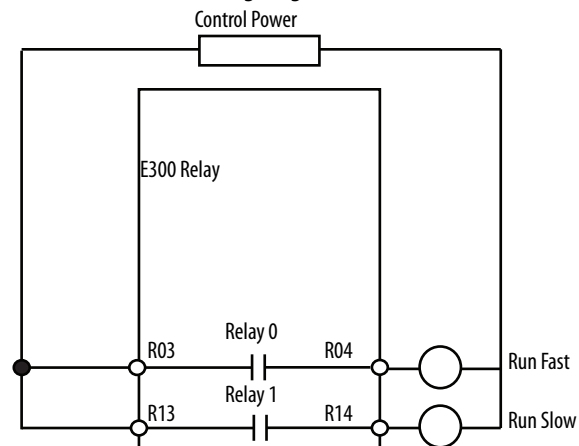 Control Power
E300 Relay
Relay 0
R03
R04
Run Fast
Relay 1
R13
R14
Run Slow